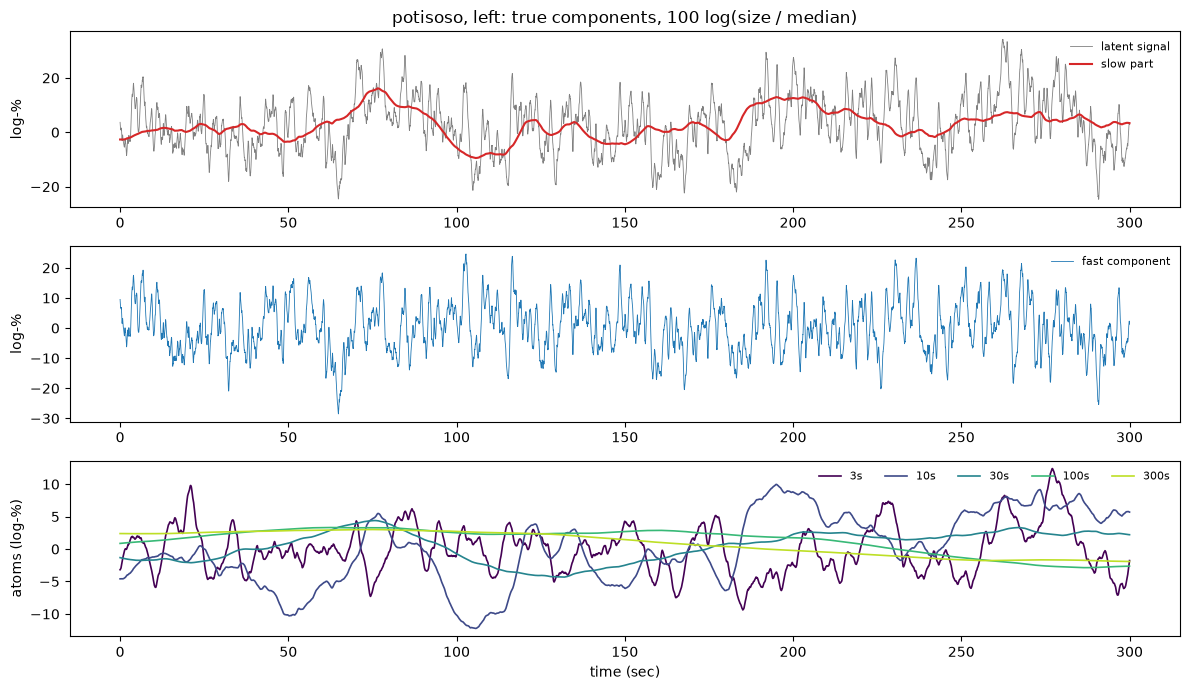 potisoso, left: true components, 100 log(size / median)
log-%
20
0
−20
latent signal
slow part
0 50 100 150 200 250 300
log-%
20
10
0
−10
−20
−30
fast component
0 50 100 150 200 250 300
atoms (log-%)
10
5
0
−5
−10
3s 10s 30s 100s 300s
0 50 100 150 200 250 300
time (sec)